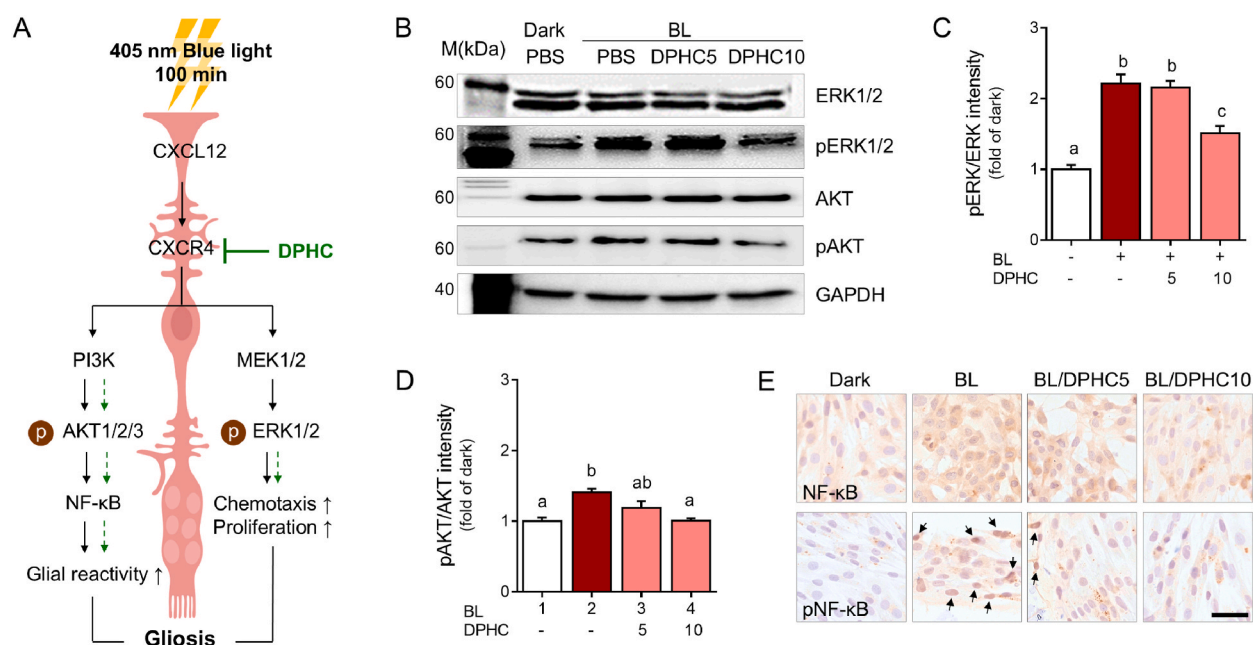 A
405 nm Blue light
100 min
CXCL12
CXCR4
DPHC
PI3K
MEK1/2
p
AKT1/2/3
p
ERK1/2
NF-κB
Chemotaxis ↑
Proliferation ↑
Glial reactivity ↑
Gliosis
B
Dark
BL
M(kDa)
PBS
PBS
DPHC5
DPHC10
60
ERK1/2
60
pERK1/2
60
AKT
60
pAKT
40
GAPDH
C
pERK/ERK intensity
(fold of dark)
3
2
1
0
a
b
b
c
BL - + + +
DPHC - - 5 10
D
pAKT/AKT intensity
(fold of dark)
3
2
1
0
a
b
ab
a
BL 1 2 3 4
DPHC - - 5 10
E
Dark
BL
BL/DPHC5
BL/DPHC10
NF-κB
pNF-κB